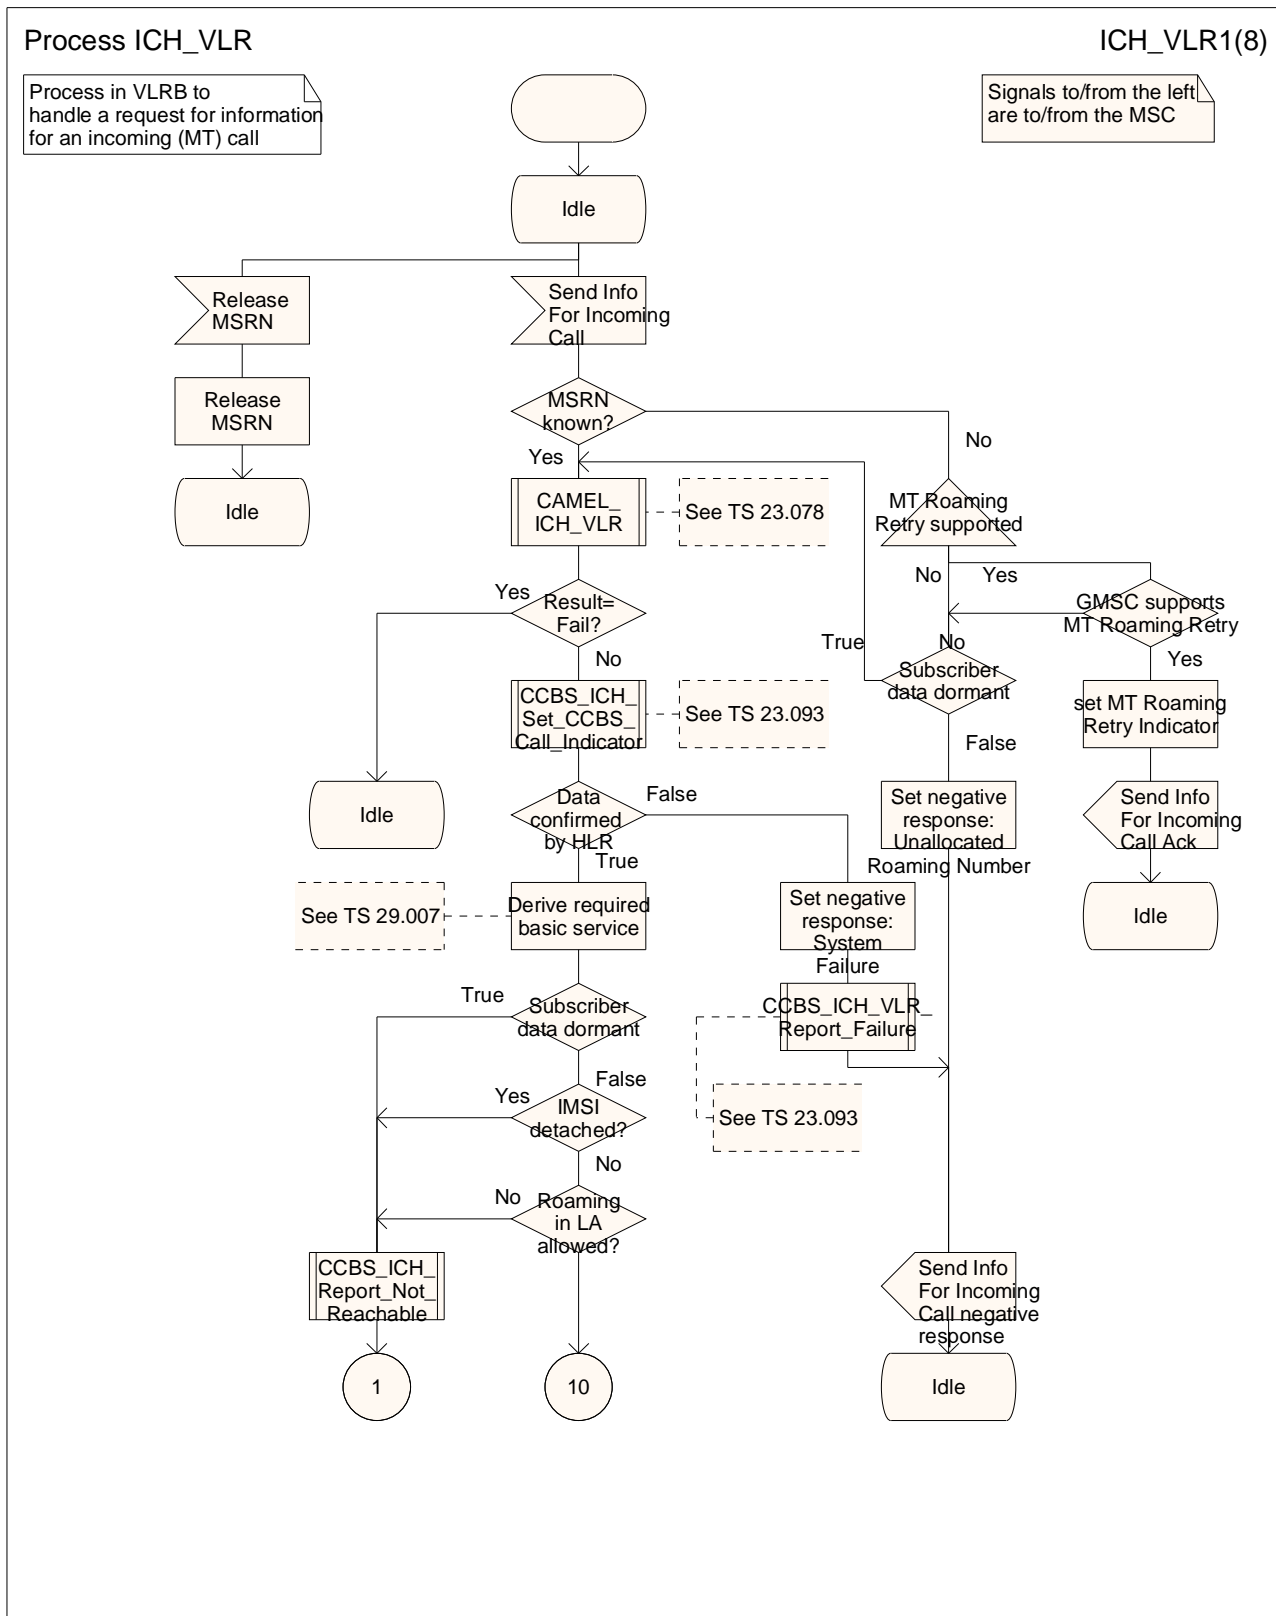 Process ICH_VLR
ICH_VLR1(8)
Process in VLRB to
handle a request for information
for an incoming (MT) call
Signals to/from the left
are to/from the MSC
Idle
Release
MSRN
Send Info
For Incoming
Call
Release
MSRN
MSRN
known?
No
Yes
Idle
CAMEL_
ICH_VLR
See TS 23.078
MT Roaming
Retry supported
No
Yes
Yes
Result=
Fail?
GMSC supports
MT Roaming Retry
True
No
No
Yes
CCBS_ICH_
Set_CCBS_
Call_Indicator
See TS 23.093
Subscriber
data dormant
set MT Roaming
Retry Indicator
False
Idle
Data
confirmed
by HLR
False
True
Set negative
response:
Unallocated
Roaming Number
Send Info
For Incoming
Call Ack
See TS 29.007
Derive required
basic service
Set negative
response:
System
Failure
Idle
True
Subscriber
data dormant
CCBS_ICH_VLR_
Report_Failure
False
Yes
IMSI
detached?
See TS 23.093
No
No
Roaming
in LA
allowed?
CCBS_ICH_
Report_Not_
Reachable
Send Info
For Incoming
Call negative
response
1
10
Idle